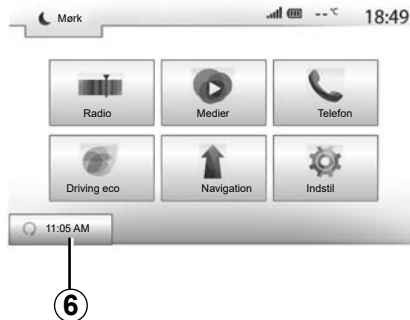 Mørk
--°C 18:49
Radio Medier Telefon
Driving eco Navigation Indstil
11:05 AM
6